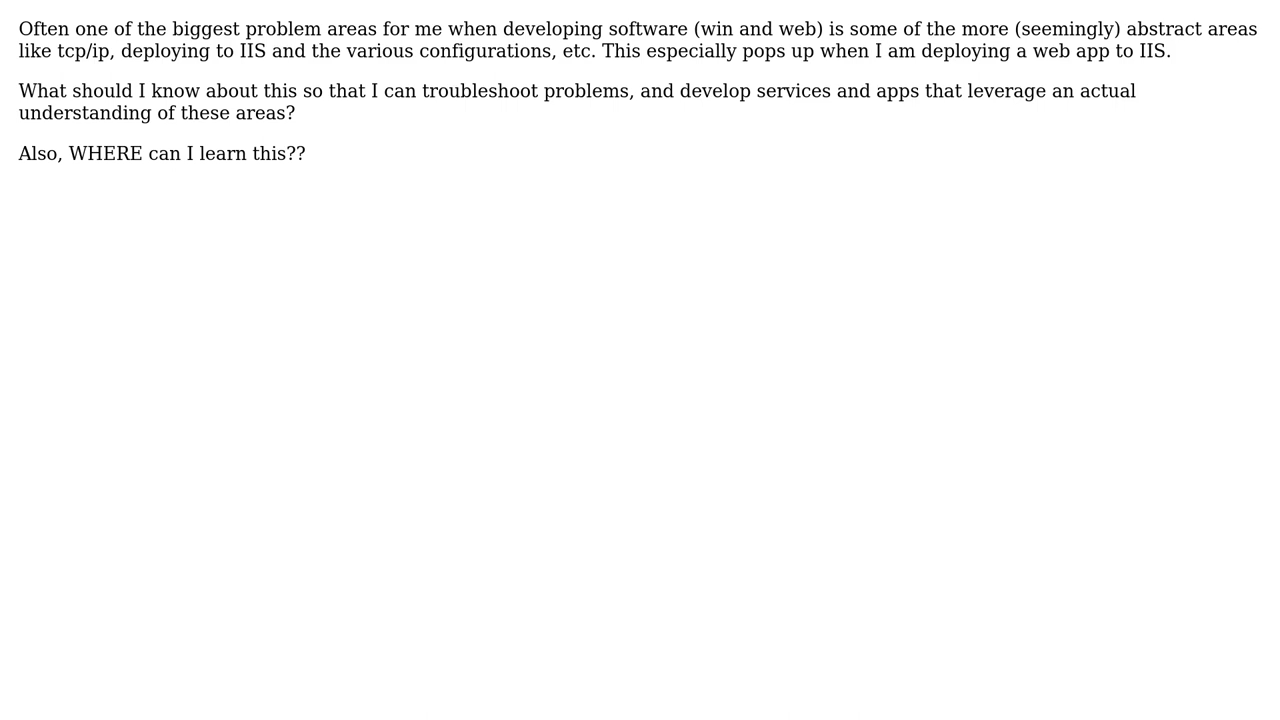 Often one of the biggest problem areas for me when developing software (win and web) is some of the more (seemingly) abstract areas
like tcp/ip, deploying to IIS and the various configurations, etc. This especially pops up when I am deploying a web app to IIS.
What should I know about this so that I can troubleshoot problems, and develop services and apps that leverage an actual
understanding of these areas?
Also, WHERE can I learn this??